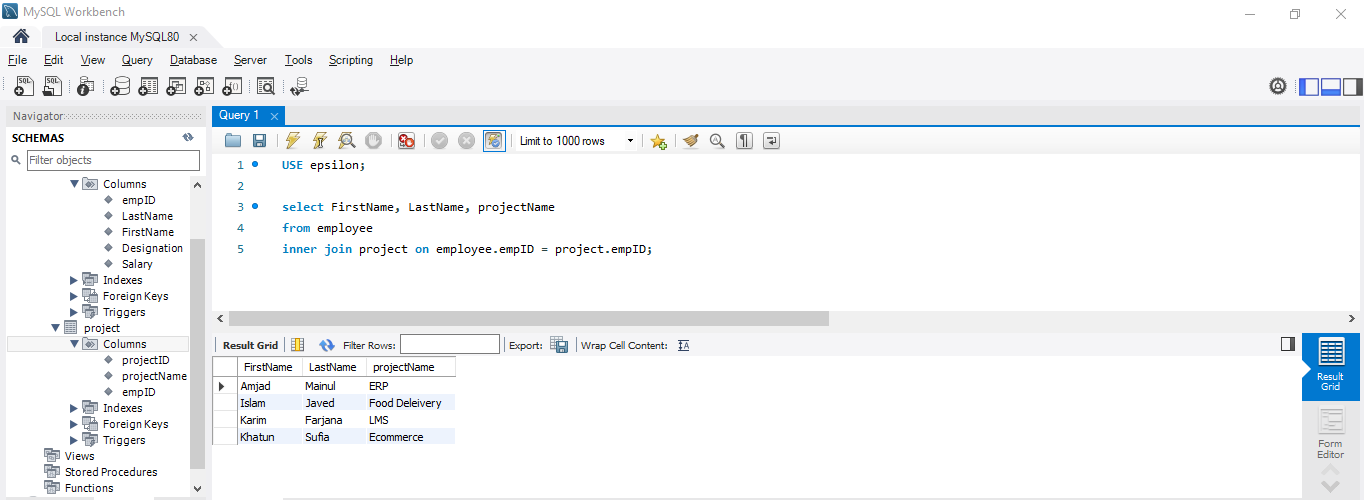 MySQL Workbench
Local instance MySQL80
File Edit View Query Database Server Tools Scripting Help
Navigator
SCHEMAS
Filter objects
Columns
empID
LastName
FirstName
Designation
Salary
Indexes
Foreign Keys
Triggers
project
Columns
projectID
projectName
empID
Indexes
Foreign Keys
Triggers
Views
Stored Procedures
Functions
Query 1
Limit to 1000 rows
1 USE epsilon;
2
3 select FirstName, LastName, projectName
4 from employee
5 inner join project on employee.empID = project.empID;
Result Grid Filter Rows: Export: Wrap Cell Content:
FirstName LastName projectName
Amjad Mainul ERP
Islam Javed Food Deleivery
Karim Farjana LMS
Khatun Sufia Ecommerce
Result
Grid
Form
Editor